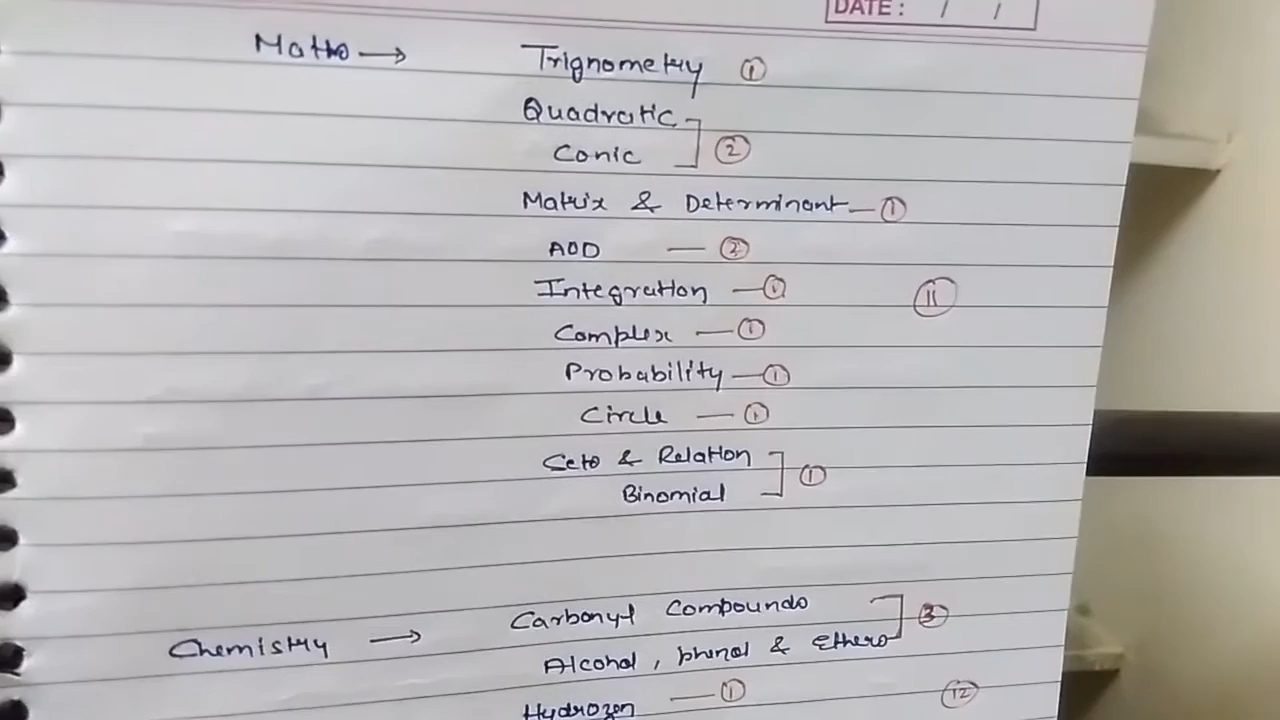 DATE: / /
Maths → Trignometry ①
Quadratic
Conic ②
Matrix & Determinant — ①
AOD — ②
Integration — ①
Complex — ①
Probability — ①
Circle — ①
Sets & Relation
Binomial ①
11
Chemistry → Carbonyl Compounds
Alcohol, phenol & Ethers ③
Hydrogen — ①
12